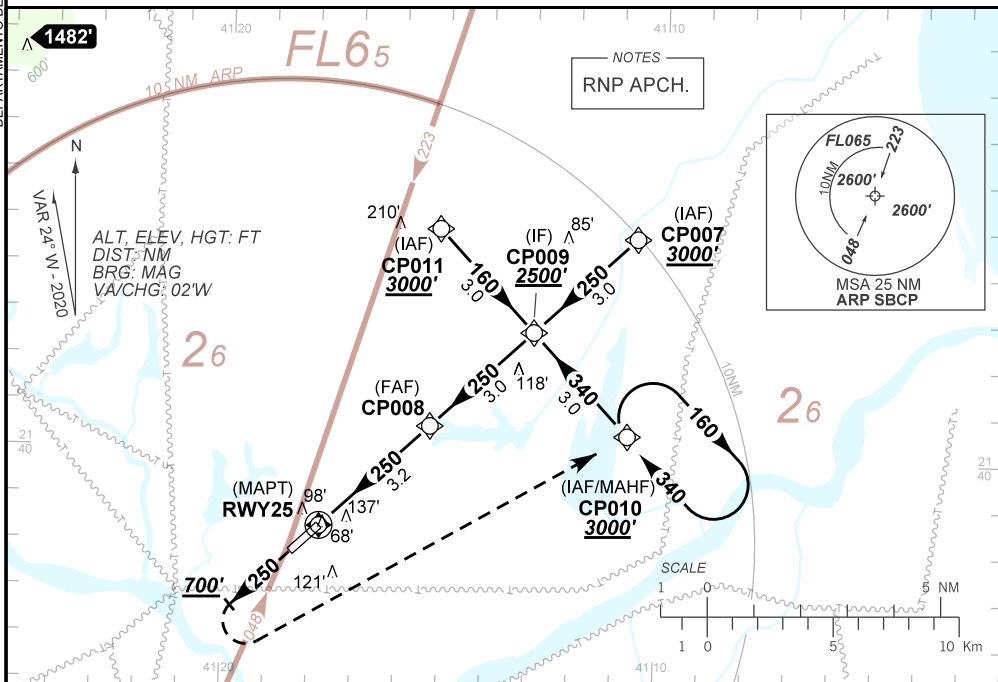 1482'
600'
41 20
41 10
FL65
10 NM ARP
NOTES
RNP APCH.
N
VAR 24° W - 2020
ALT, ELEV, HGT: FT
DIST: NM
BRG: MAG
VA/CHG: 02'W
223
FL065
223
10NM
2600'
2600'
048
MSA 25 NM
ARP SBCP
210'
(IAF)
CP011
3000'
160
3.0
(IF)
CP009
2500'
85'
(IAF)
CP007
3000'
250
3.0
26
(FAF)
CP008
250
3.0
118'
340
3.0
10NM
26
160
340
21
40
21
40
250
3.2
(MAPT)
RWY25
98'
137'
68'
121'
(IAF/MAHF)
CP010
3000'
700'
250
048
SCALE
1 0 5 NM
1 0 5 10 Km
41 20
41 10